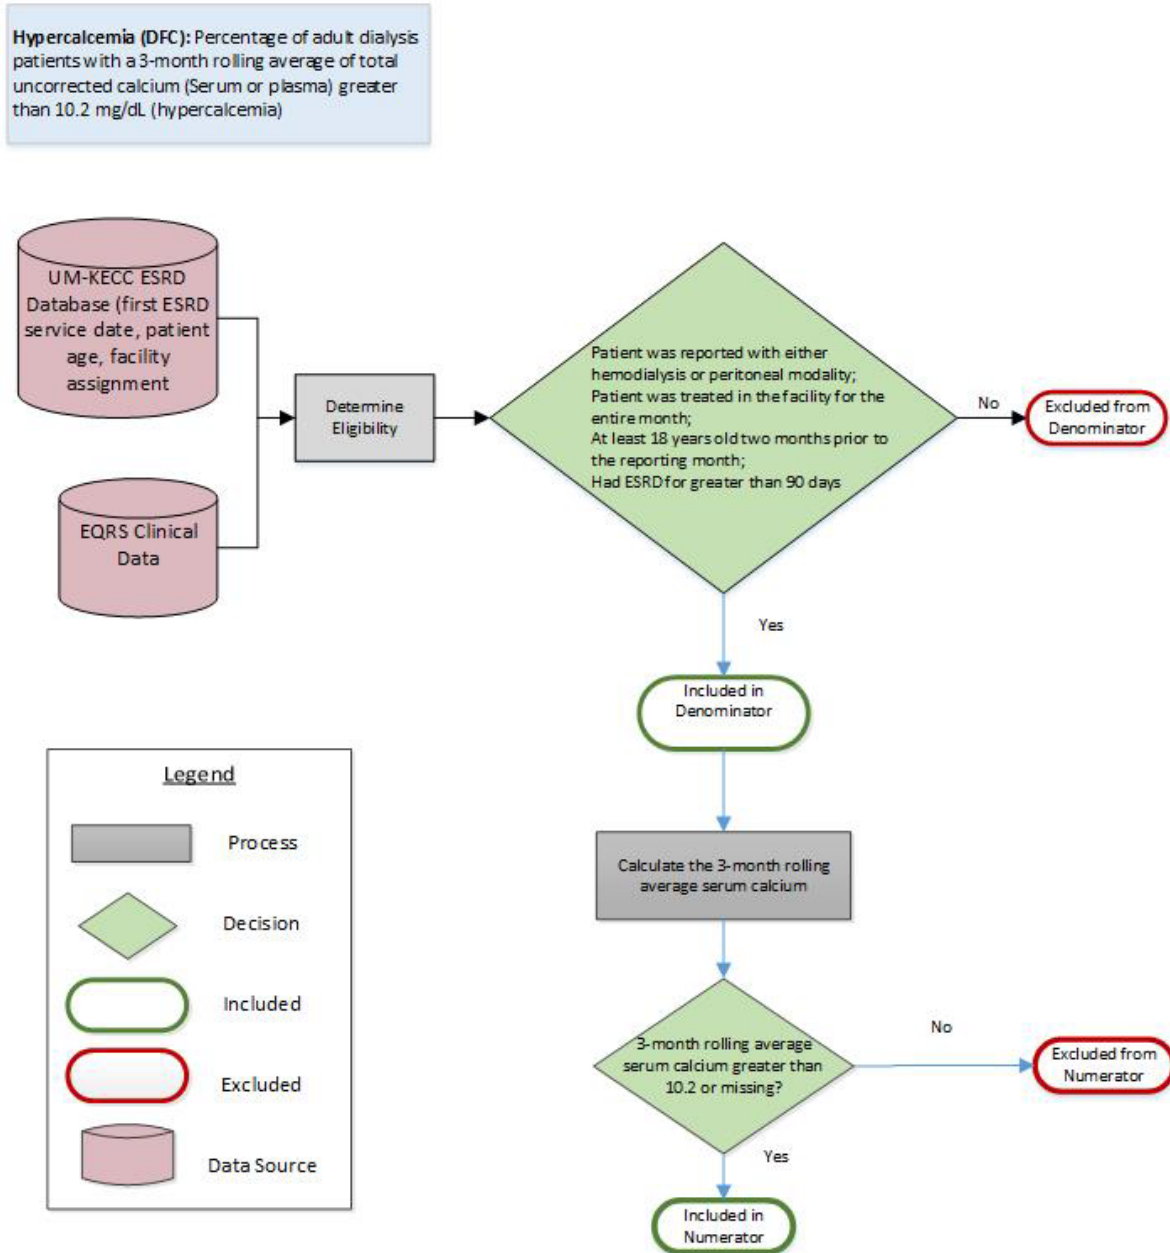 Hypercalcemia (DFC): Percentage of adult dialysis
patients with a 3-month rolling average of total
uncorrected calcium (Serum or plasma) greater
than 10.2 mg/dL (hypercalcemia)
UM-KECC ESRD
Database (first ESRD
service date, patient
age, facility
assignment
EQRS Clinical
Data
Determine
Eligibility
Patient was reported with either
hemodialysis or peritoneal modality;
Patient was treated in the facility for the
entire month;
At least 18 years old two months prior to
the reporting month;
Had ESRD for greater than 90 days
No
Excluded from
Denominator
Yes
Included in
Denominator
Calculate the 3-month rolling
average serum calcium
3-month rolling average
serum calcium greater than
10.2 or missing?
No
Excluded from
Numerator
Yes
Included in
Numerator
Legend
Process
Decision
Included
Excluded
Data Source